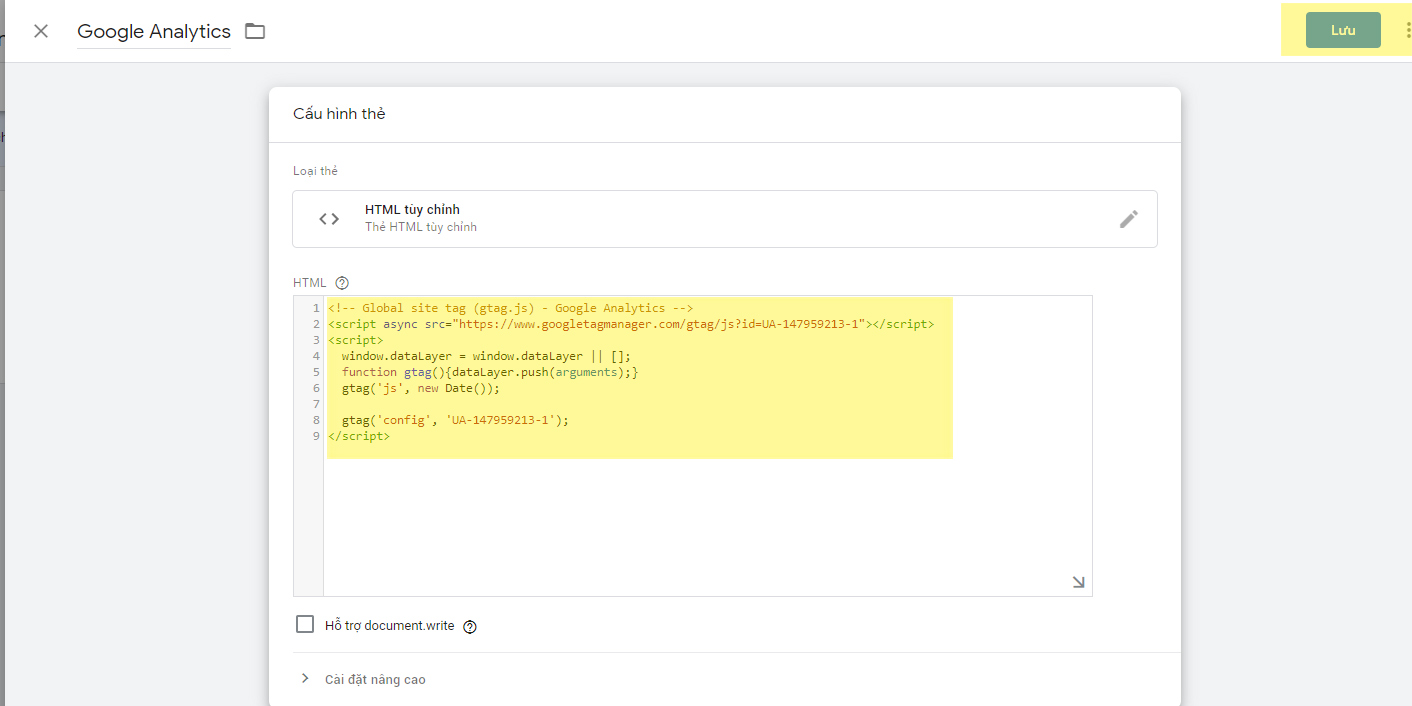 Google Analytics
Lưu
Cấu hình thẻ
Loại thẻ
HTML tùy chỉnh
Thẻ HTML tùy chỉnh
HTML
1 <!-- Global site tag (gtag.js) - Google Analytics -->
2 <script async src="https://www.googletagmanager.com/gtag/js?id=UA-147959213-1"></script>
3 <script>
4 window.dataLayer = window.dataLayer || [];
5 function gtag(){dataLayer.push(arguments);}
6 gtag('js', new Date());
7
8 gtag('config', 'UA-147959213-1');
9 </script>
Hỗ trợ document.write
Cài đặt nâng cao